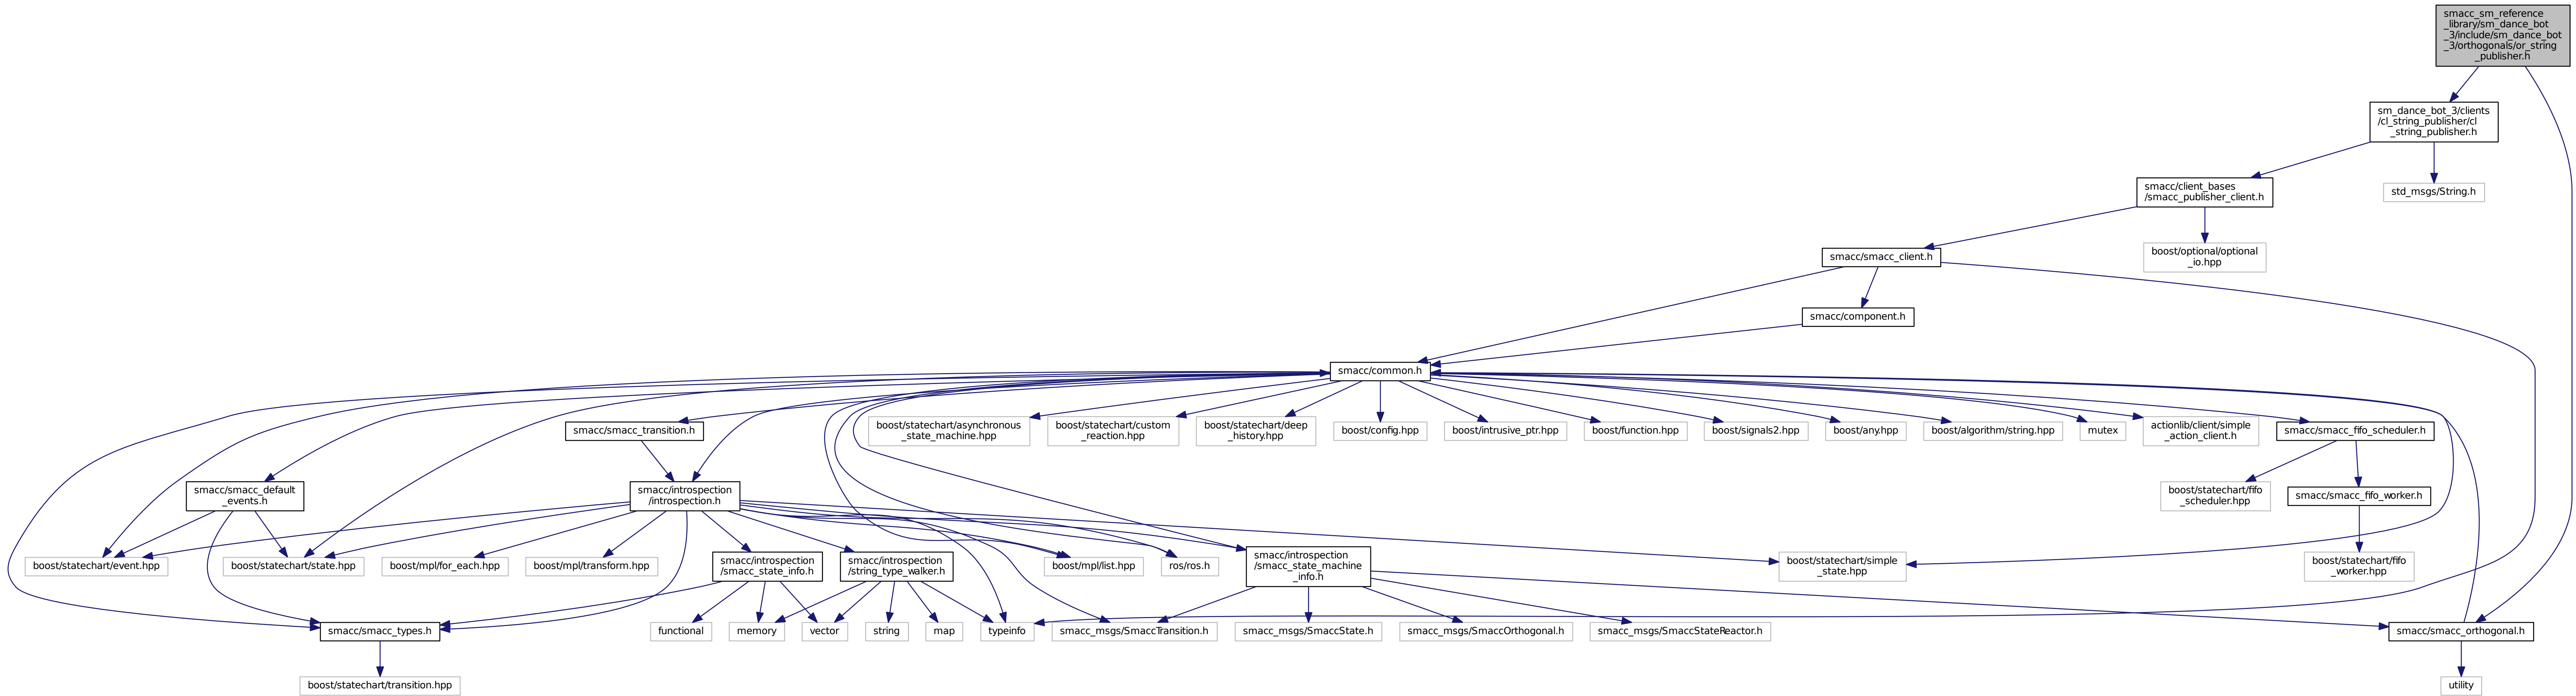 smacc_sm_reference
_library/sm_dance_bot
_3/include/sm_dance_bot
_3/orthogonals/or_string
_publisher.h
sm_dance_bot_3/clients
/cl_string_publisher/cl
_string_publisher.h
smacc/client_bases
/smacc_publisher_client.h
std_msgs/String.h
smacc/smacc_client.h
boost/optional/optional
_io.hpp
smacc/component.h
smacc/common.h
smacc/smacc_transition.h
boost/statechart/asynchronous
_state_machine.hpp
boost/statechart/custom
_reaction.hpp
boost/statechart/deep
_history.hpp
boost/config.hpp
boost/intrusive_ptr.hpp
boost/function.hpp
boost/signals2.hpp
boost/any.hpp
boost/algorithm/string.hpp
mutex
actionlib/client/simple
_action_client.h
smacc/smacc_fifo_scheduler.h
smacc/smacc_default
_events.h
smacc/introspection
/introspection.h
boost/statechart/fifo
_scheduler.hpp
smacc/smacc_fifo_worker.h
boost/statechart/event.hpp
boost/statechart/state.hpp
boost/mpl/for_each.hpp
boost/mpl/transform.hpp
smacc/introspection
/smacc_state_info.h
smacc/introspection
/string_type_walker.h
boost/mpl/list.hpp
ros/ros.h
smacc/introspection
/smacc_state_machine
_info.h
boost/statechart/simple
_state.hpp
boost/statechart/fifo
_worker.hpp
smacc/smacc_types.h
functional
memory
vector
string
map
typeinfo
smacc_msgs/SmaccTransition.h
smacc_msgs/SmaccState.h
smacc_msgs/SmaccOrthogonal.h
smacc_msgs/SmaccStateReactor.h
smacc/smacc_orthogonal.h
boost/statechart/transition.hpp
utility